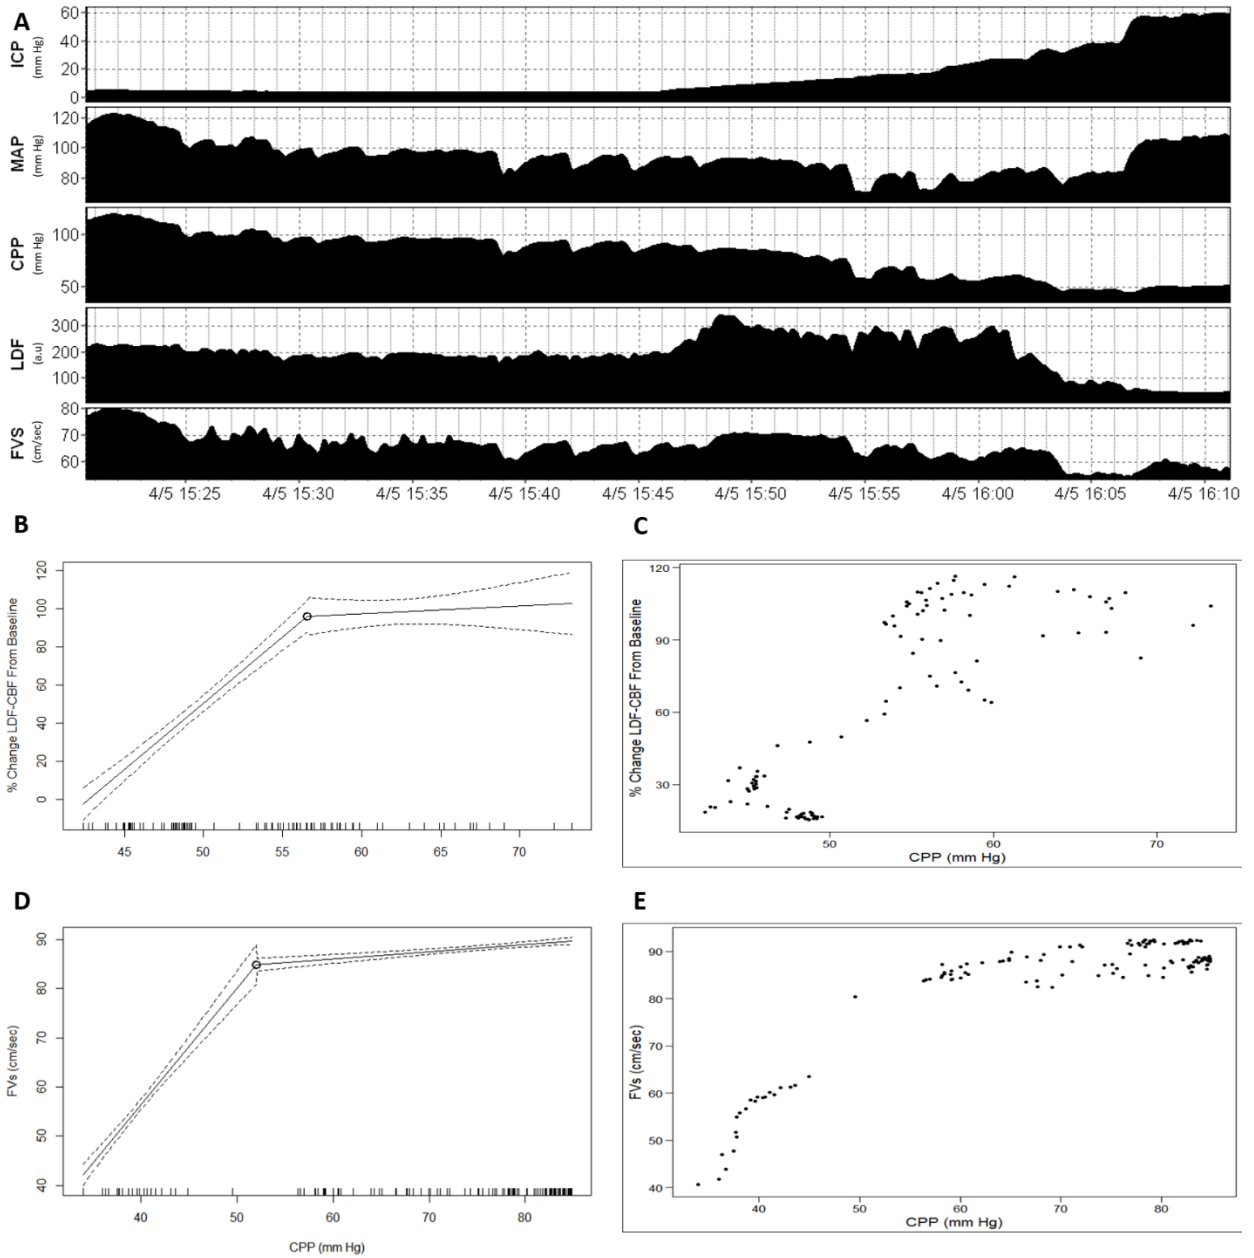 A
ICP
(mm Hg)
60
40
20
0
MAP
(mm Hg)
120
100
80
CPP
(mm Hg)
100
50
LDF
(a.u)
300
200
100
FVs
(cm/sec)
80
70
60
4/5 15:25 4/5 15:30 4/5 15:35 4/5 15:40 4/5 15:45 4/5 15:50 4/5 15:55 4/5 16:00 4/5 16:05 4/5 16:10
B
% Change LDF-CBF From Baseline
120
100
80
60
40
20
0
45 50 55 60 65 70
C
% Change LDF-CBF From Baseline
120
90
60
30
50 60 70
CPP (mm Hg)
D
FVs (cm/sec)
90
80
70
60
50
40
40 50 60 70 80
CPP (mm Hg)
E
FVs (cm/sec)
90
80
70
60
50
40
40 50 60 70 80
CPP (mm Hg)